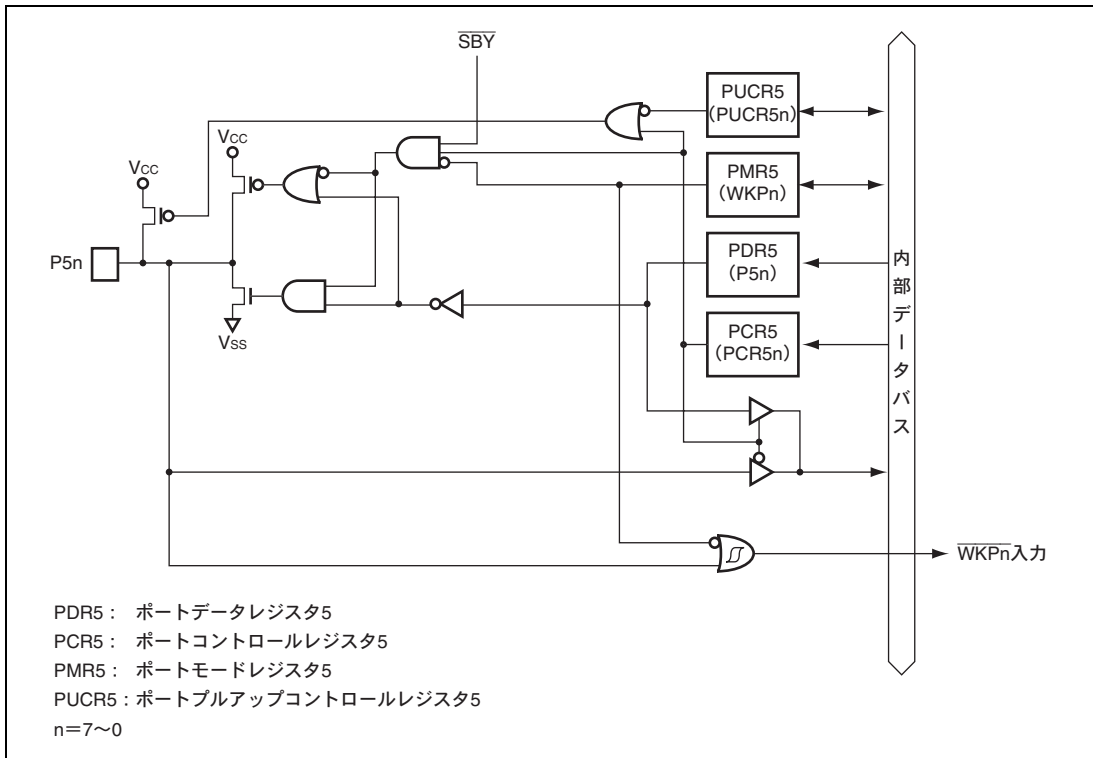 SBY
PUCR5
(PUCR5n)
VCC
VCC
PMR5
(WKPn)
P5n
PDR5
(P5n)
VSS
PCR5
(PCR5n)
内部データバス
WKPn入力
PDR5： ポートデータレジスタ5
PCR5： ポートコントロールレジスタ5
PMR5： ポートモードレジスタ5
PUCR5：ポートプルアップコントロールレジスタ5
n＝7～0